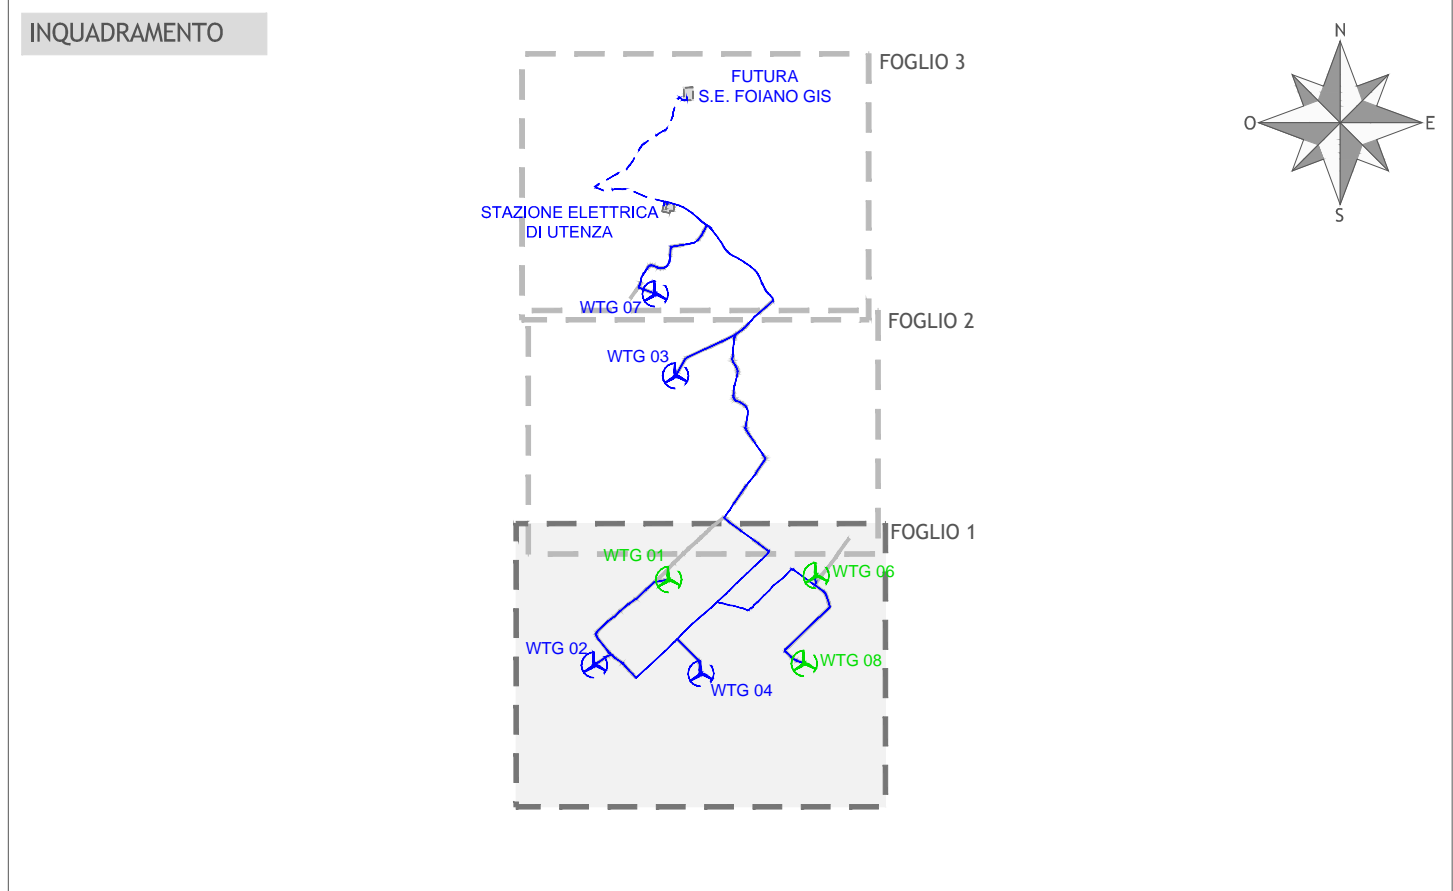 INQUADRAMENTO
N
O
E
S
FOGLIO 3
FUTURA
S.E. FOIANO GIS
STAZIONE ELETTRICA
DI UTENZA
WTG 07
FOGLIO 2
WTG 03
FOGLIO 1
WTG 01
WTG 06
WTG 02
WTG 08
WTG 04